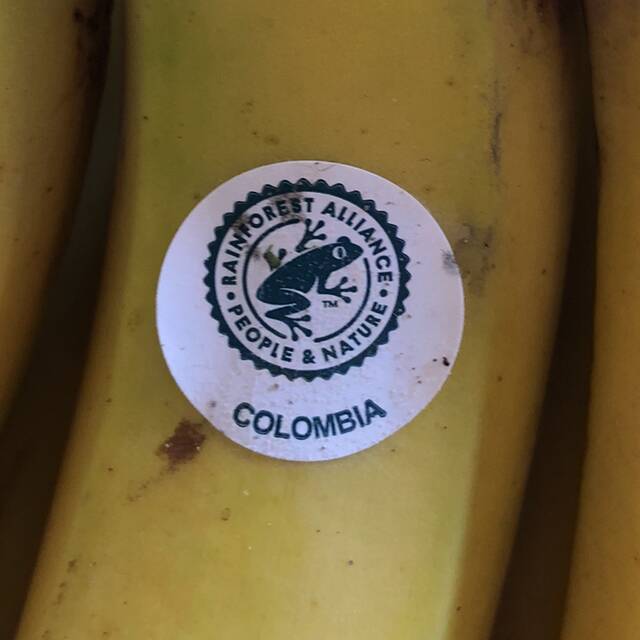 • RAINFOREST ALLIANCE •
PEOPLE & NATURE
TM
COLOMBIA